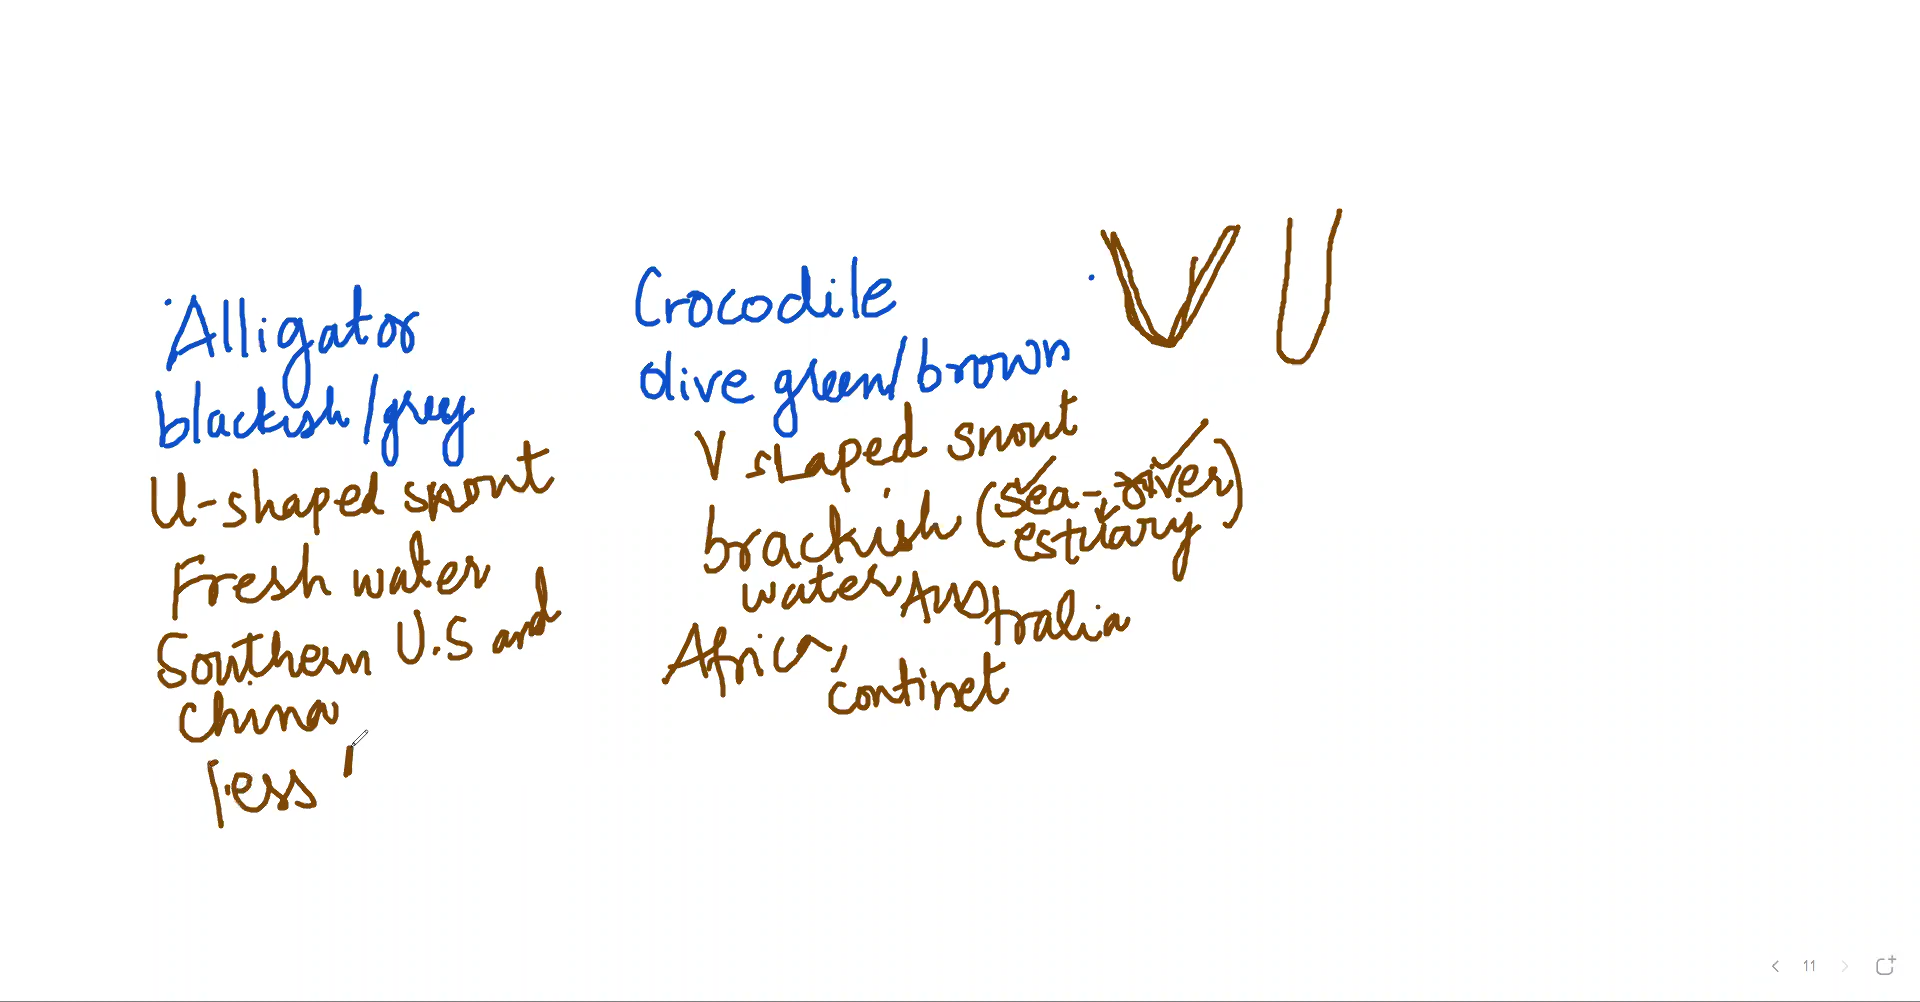 Alligator
blackish/grey
U-shaped snout
Fresh water
Southern U.S and
China
less
Crocodile
olive green/brown
V shaped snout
brackish (sea - river)
estuary
water Australia
Africa,
continet
V U
11